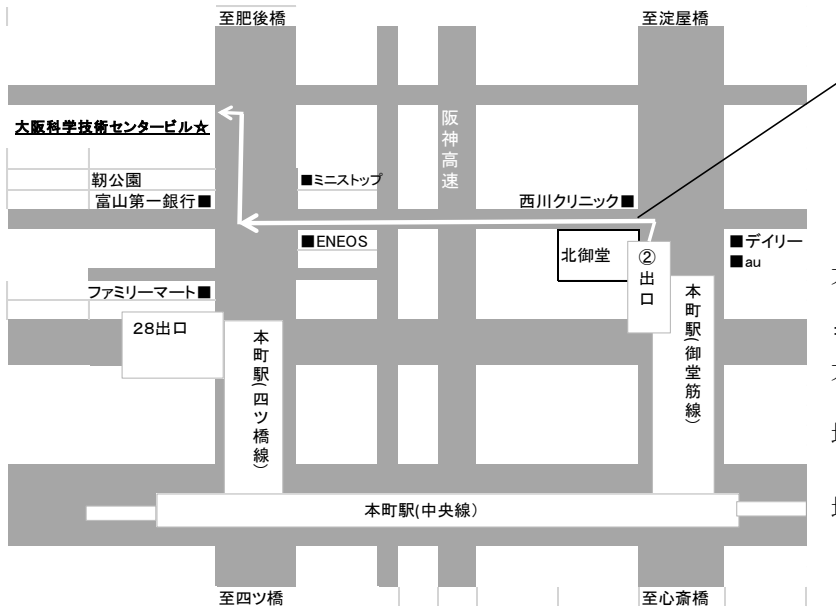 至肥後橋
至淀屋橋
大阪科学技術センタービル☆
阪神高速
靭公園
■ミニストップ
富山第一銀行■
西川クリニック■
■ENEOS
北御堂
②出口
■デイリー
■au
ファミリーマート■
28出口
本町駅(四ツ橋線)
本町駅(御堂筋線)
本町駅(中央線)
至四ツ橋
至心斎橋